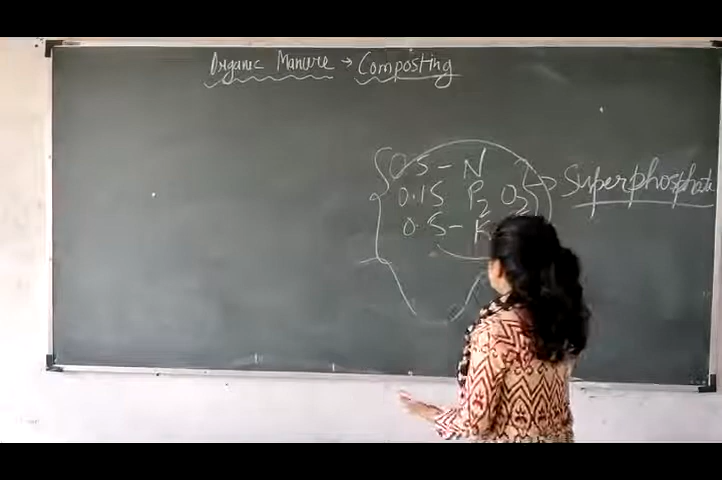 Organic Manure → Composting
0.5 - N
0.15 P2 O5
Superphosphate
0.5 - K